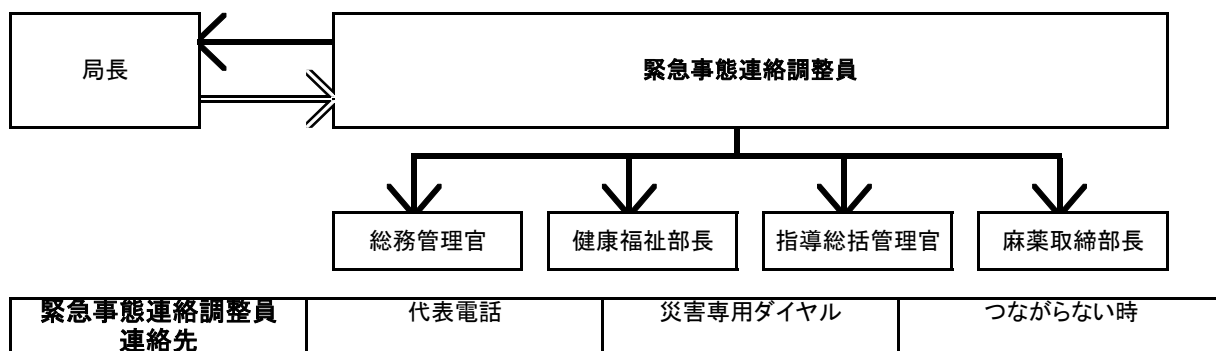 局長
緊急事態連絡調整員
総務管理官
健康福祉部長
指導総括管理官
麻薬取締部長
緊急事態連絡調整員
連絡先
代表電話
災害専用ダイヤル
つながらない時